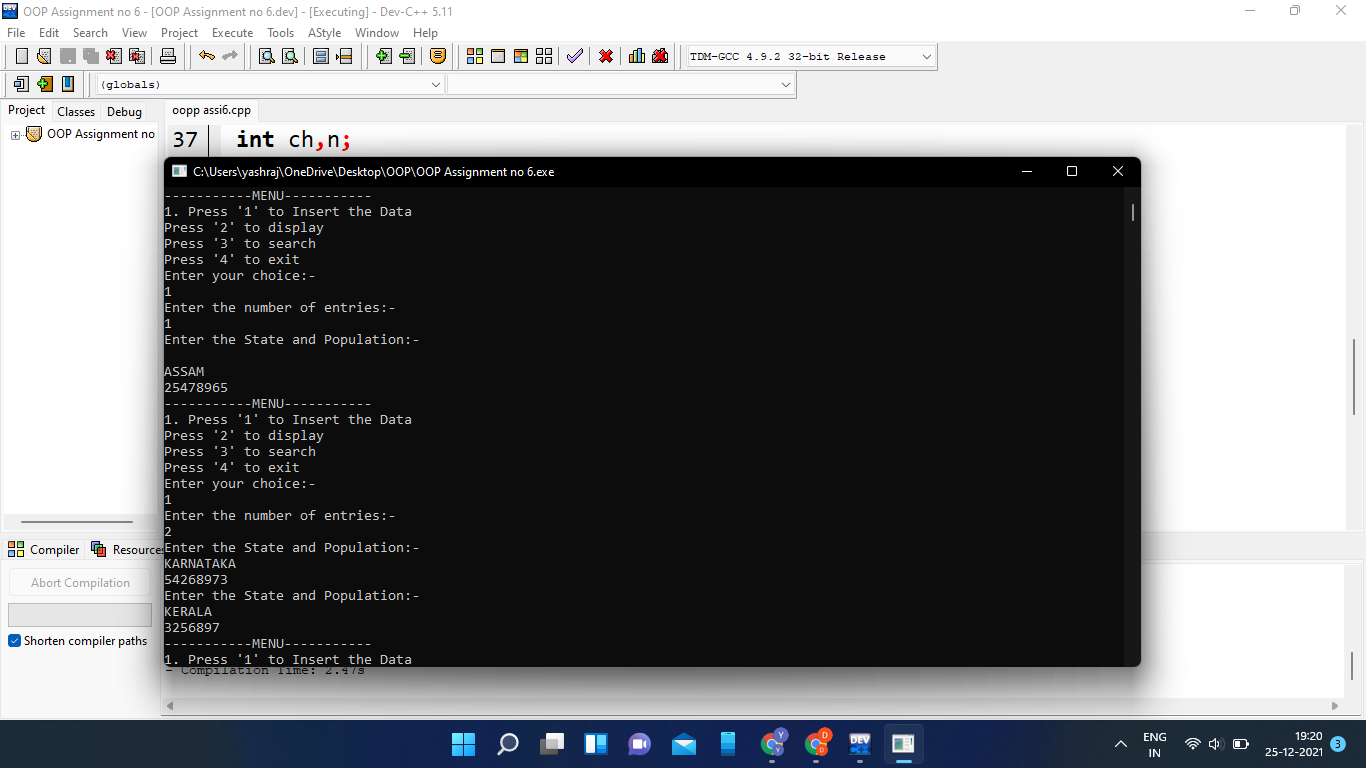 OOP Assignment no 6 - [OOP Assignment no 6.dev] - [Executing] - Dev-C++ 5.11
File Edit Search View Project Execute Tools AStyle Window Help
TDM-GCC 4.9.2 32-bit Release
(globals)
Project Classes Debug
oopp assi6.cpp
OOP Assignment no
37 int ch,n;
C:\Users\yashraj\OneDrive\Desktop\OOP\OOP Assignment no 6.exe
-----------MENU-----------
1. Press '1' to Insert the Data
Press '2' to display
Press '3' to search
Press '4' to exit
Enter your choice:-
1
Enter the number of entries:-
1
Enter the State and Population:-
ASSAM
25478965
-----------MENU-----------
1. Press '1' to Insert the Data
Press '2' to display
Press '3' to search
Press '4' to exit
Enter your choice:-
1
Enter the number of entries:-
2
Enter the State and Population:-
KARNATAKA
54268973
Enter the State and Population:-
KERALA
3256897
-----------MENU-----------
1. Press '1' to Insert the Data
Compiler Resources
Abort Compilation
Shorten compiler paths
- Compilation Time: 2.47s
DEV
Y
D
DEV
ENG
IN
19:20
25-12-2021
3